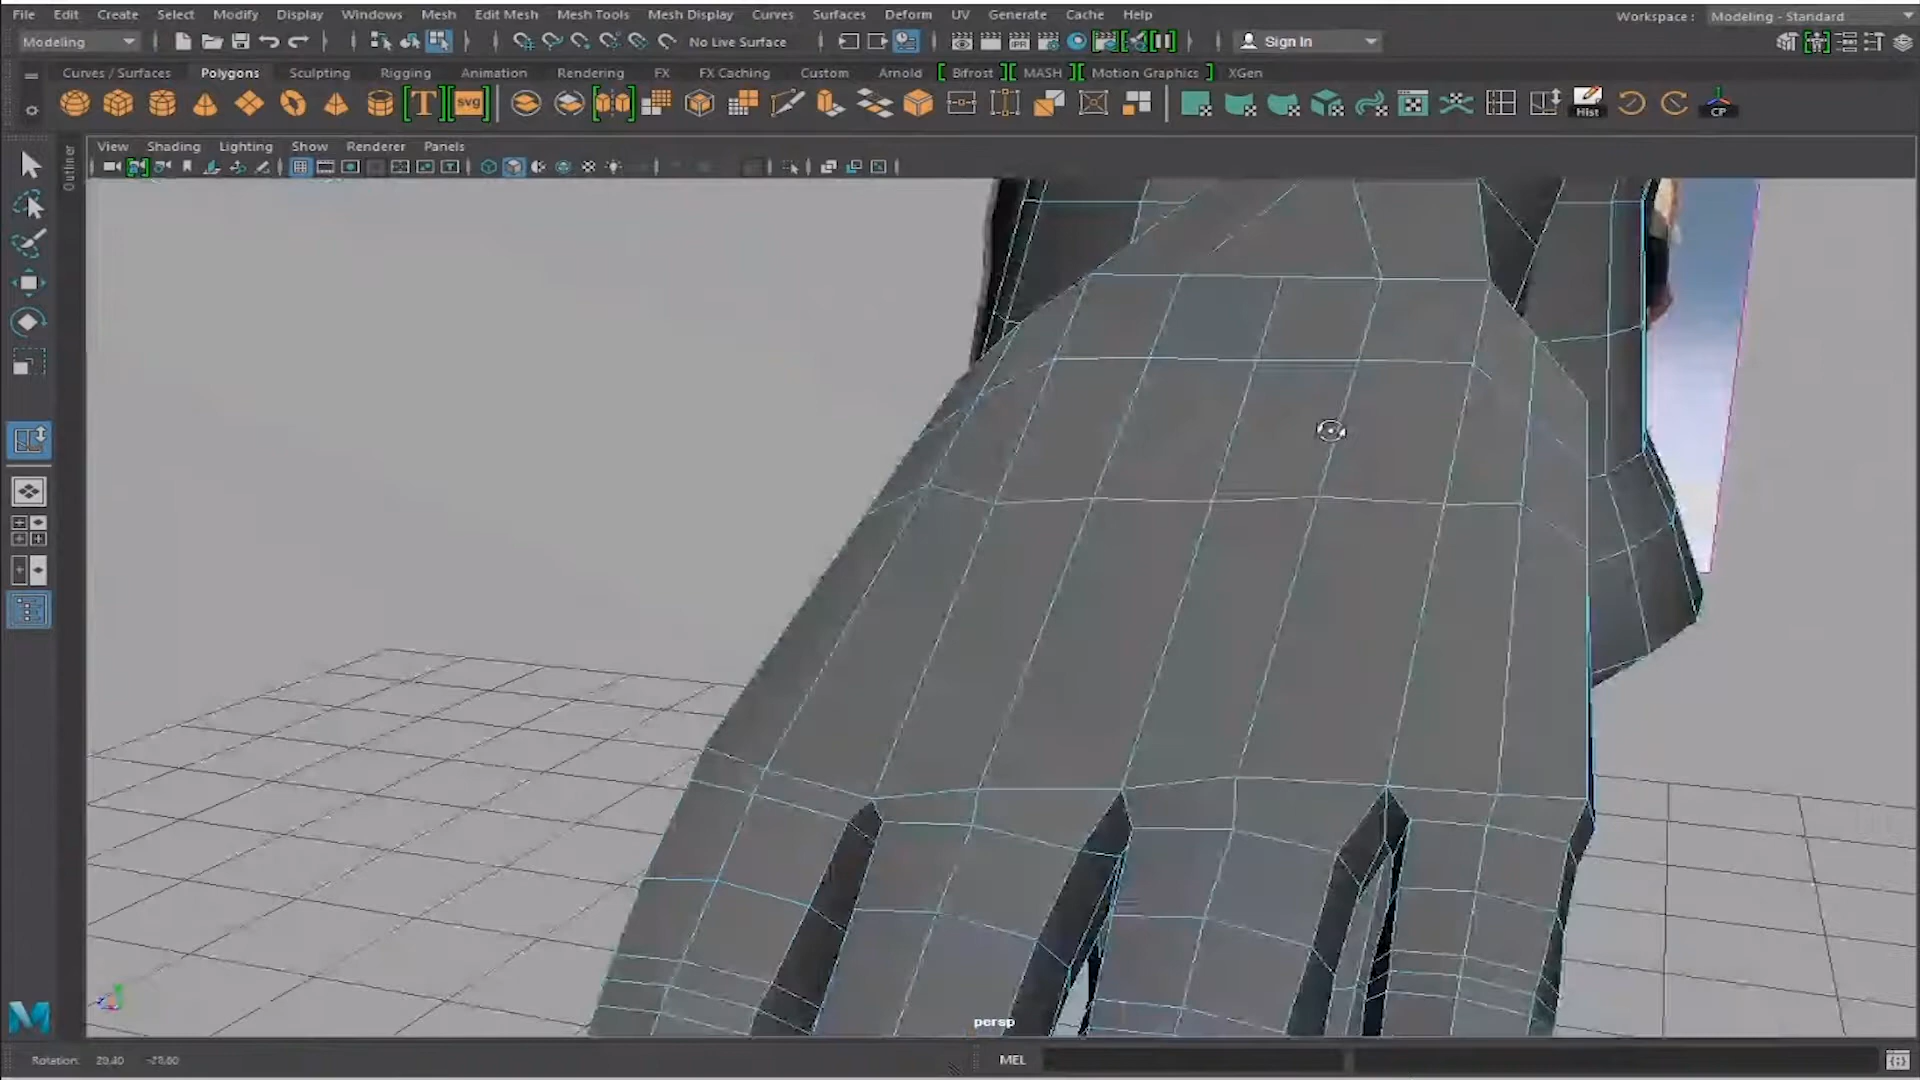 File Edit Create Select Modify Display Windows Mesh Edit Mesh Mesh Tools Mesh Display Curves Surfaces Deform UV Generate Cache Help Workspace : Modeling - Standard
Modeling No Live Surface Sign In
Curves / Surfaces Polygons Sculpting Rigging Animation Rendering FX FX Caching Custom Arnold Bifrost MASH Motion Graphics XGen
T svg IPR Hist CP
View Shading Lighting Show Renderer Panels
Outliner
persp
M
Rotation: MEL